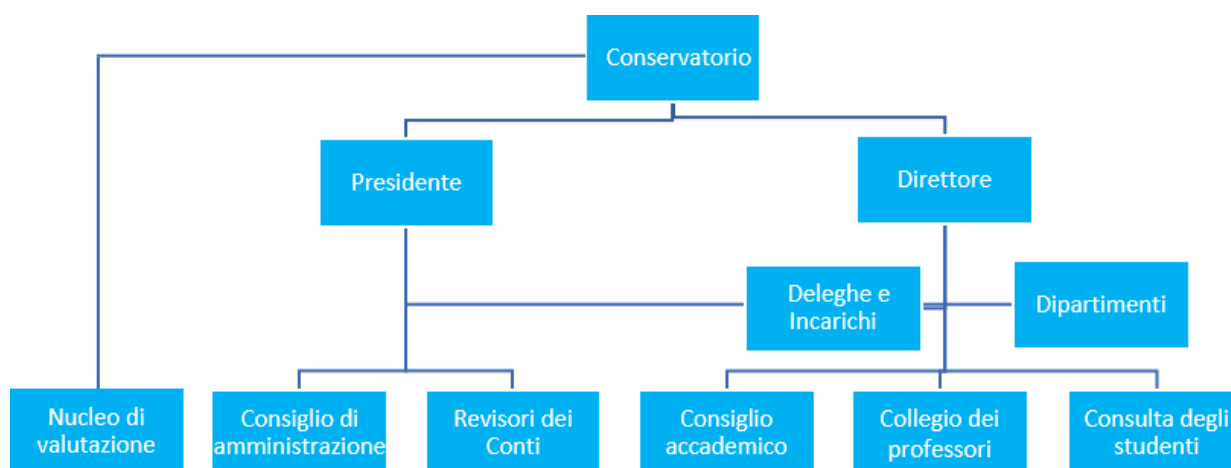 Conservatorio
Presidente
Direttore
Deleghe e
Incarichi
Dipartimenti
Nucleo di
valutazione
Consiglio di
amministrazione
Revisori dei
Conti
Consiglio
accademico
Collegio dei
professori
Consulta degli
studenti